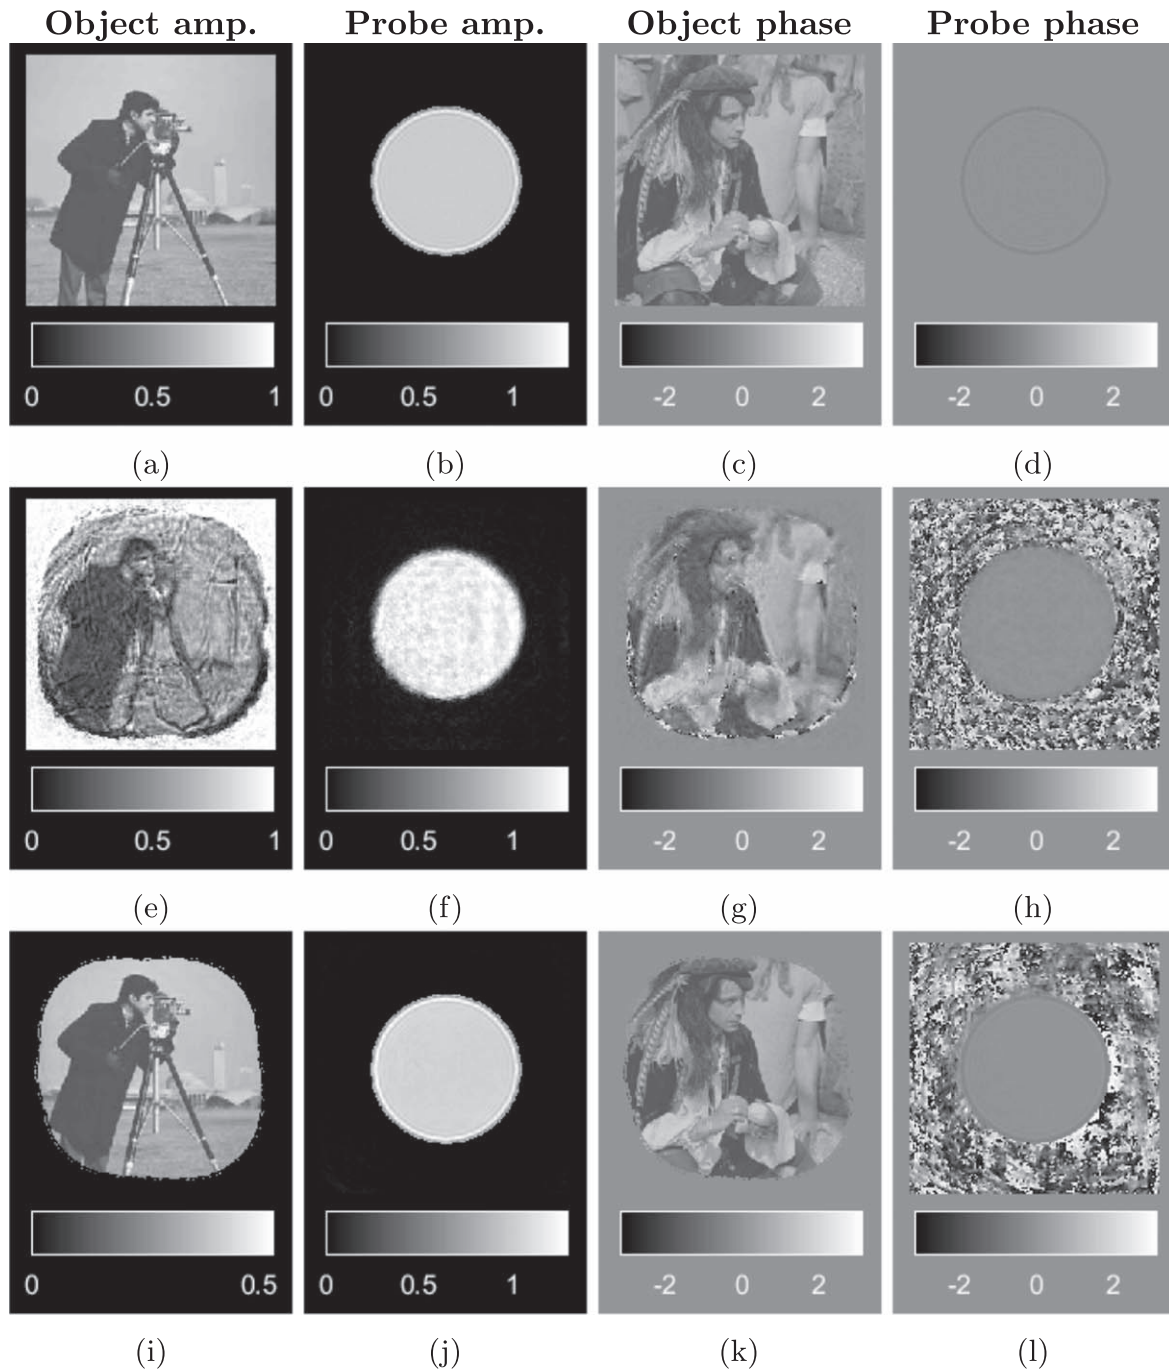 Object amp. Probe amp. Object phase Probe phase
0 0.5 1 0 0.5 1 -2 0 2 -2 0 2
(a) (b) (c) (d)
0 0.5 1 0 0.5 1 -2 0 2 -2 0 2
(e) (f) (g) (h)
0 0.5 0 0.5 1 -2 0 2 -2 0 2
(i) (j) (k) (l)